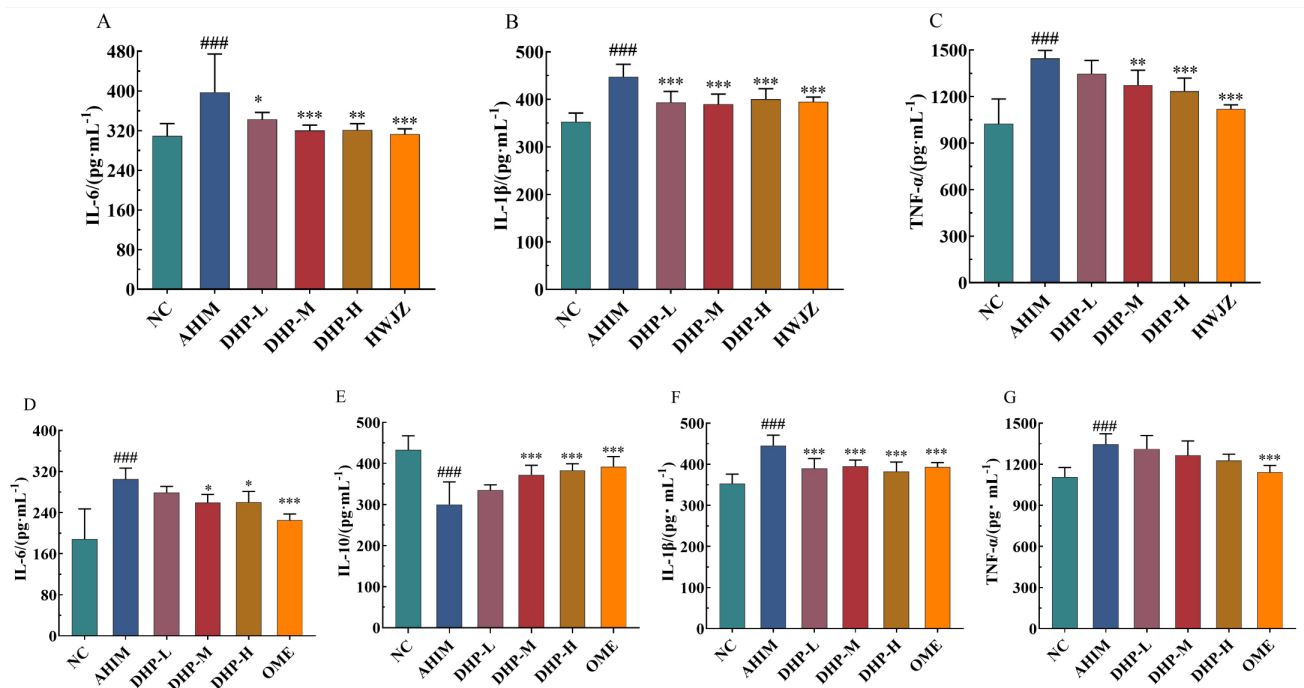 A
IL-6/(pg·mL⁻¹)
480
400
320
240
160
80
0
###
*
***
**
***
NC
AHIM
DHP-L
DHP-M
DHP-H
HWJZ
B
IL-1β/(pg·mL⁻¹)
500
400
300
200
100
0
###
***
***
***
***
NC
AHIM
DHP-L
DHP-M
DHP-H
HWJZ
C
TNF-α/(pg·mL⁻¹)
1500
1200
900
600
300
0
###
**
***
***
NC
AHIM
DHP-L
DHP-M
DHP-H
HWJZ
D
IL-6/(pg·mL⁻¹)
400
320
240
160
80
0
###
*
*
***
NC
AHIM
DHP-L
DHP-M
DHP-H
OME
E
IL-10/(pg·mL⁻¹)
500
400
300
200
100
0
###
***
***
***
NC
AHIM
DHP-L
DHP-M
DHP-H
OME
F
IL-1β/(pg· mL⁻¹)
500
400
300
200
100
0
###
***
***
***
***
NC
AHIM
DHP-L
DHP-M
DHP-H
OME
G
TNF-α/(pg· mL⁻¹)
1500
1200
900
600
300
0
###
***
NC
AHIM
DHP-L
DHP-M
DHP-H
OME